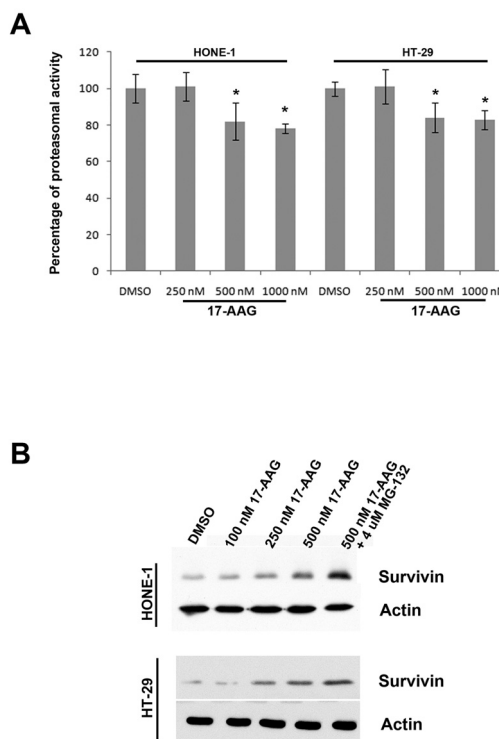 A
HONE-1 HT-29
Percentage of proteasomal activity
120
100
80
60
40
20
0
* * * *
DMSO 250 nM 500 nM 1000 nM DMSO 250 nM 500 nM 1000 nM
17-AAG 17-AAG
B
DMSO
100 nM 17-AAG
250 nM 17-AAG
500 nM 17-AAG
500 nM 17-AAG
+ 4 uM MG-132
HONE-1
Survivin
Actin
HT-29
Survivin
Actin